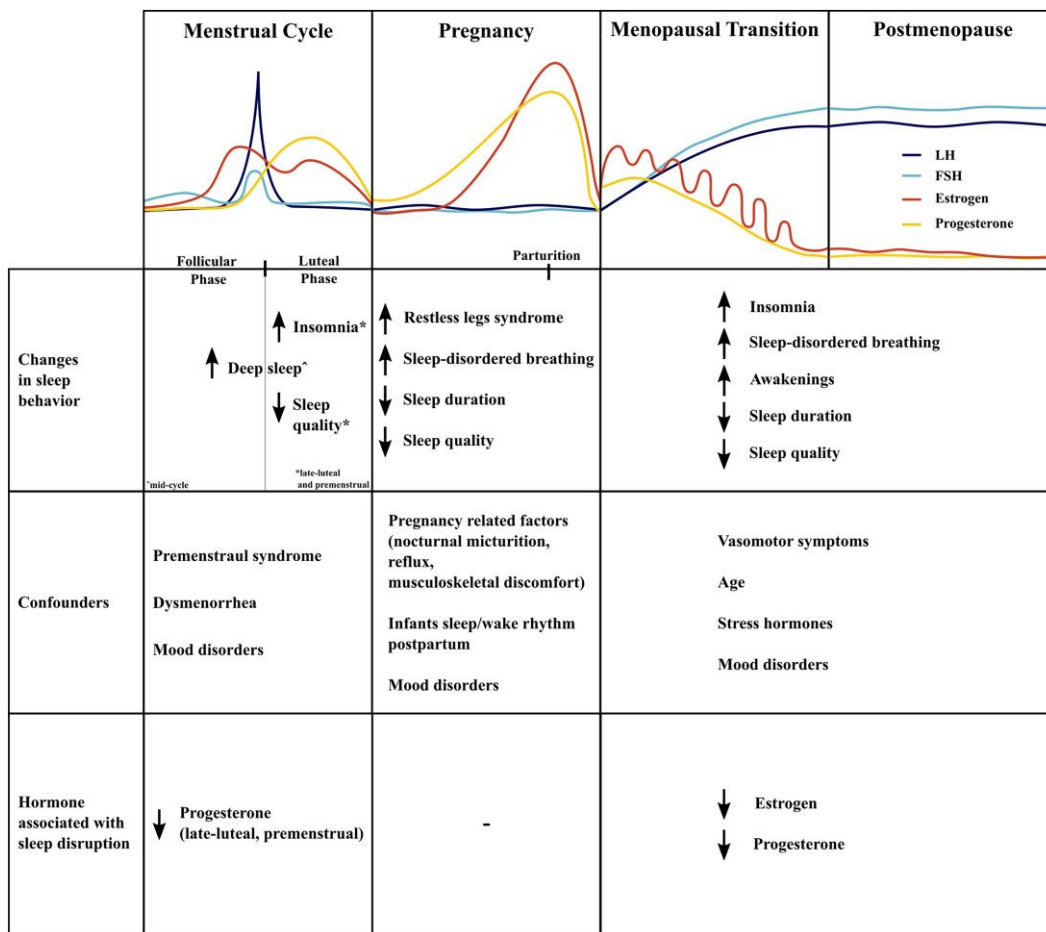 Menstrual Cycle
Pregnancy
Menopausal Transition
Postmenopause
LH
FSH
Estrogen
Progesterone
Follicular
Phase
Luteal
Phase
Parturition
Changes
in sleep
behavior
Insomnia*
Deep sleep^
Sleep
quality*
^mid-cycle
*late-luteal
and premenstrual
Restless legs syndrome
Sleep-disordered breathing
Sleep duration
Sleep quality
Insomnia
Sleep-disordered breathing
Awakenings
Sleep duration
Sleep quality
Confounders
Premenstraul syndrome
Dysmenorrhea
Mood disorders
Pregnancy related factors
(nocturnal micturition,
reflux,
musculoskeletal discomfort)
Infants sleep/wake rhythm
postpartum
Mood disorders
Vasomotor symptoms
Age
Stress hormones
Mood disorders
Hormone
associated with
sleep disruption
Progesterone
(late-luteal, premenstrual)
-
Estrogen
Progesterone